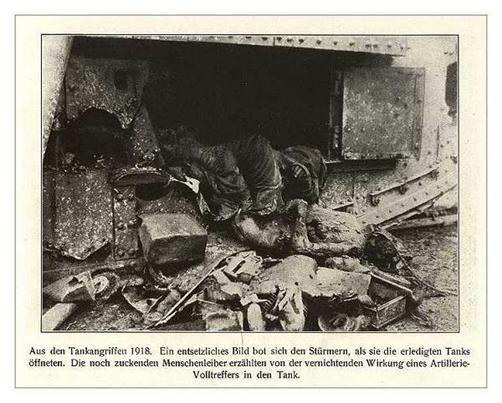 Aus den Tankangriffen 1918. Ein entsetzliches Bild bot sich den Stürmern, als sie die erledigten Tanks
öffneten. Die noch zuckenden Menschenleiber erzählten von der vernichtenden Wirkung eines Artillerie-
Volltreffers in den Tank.